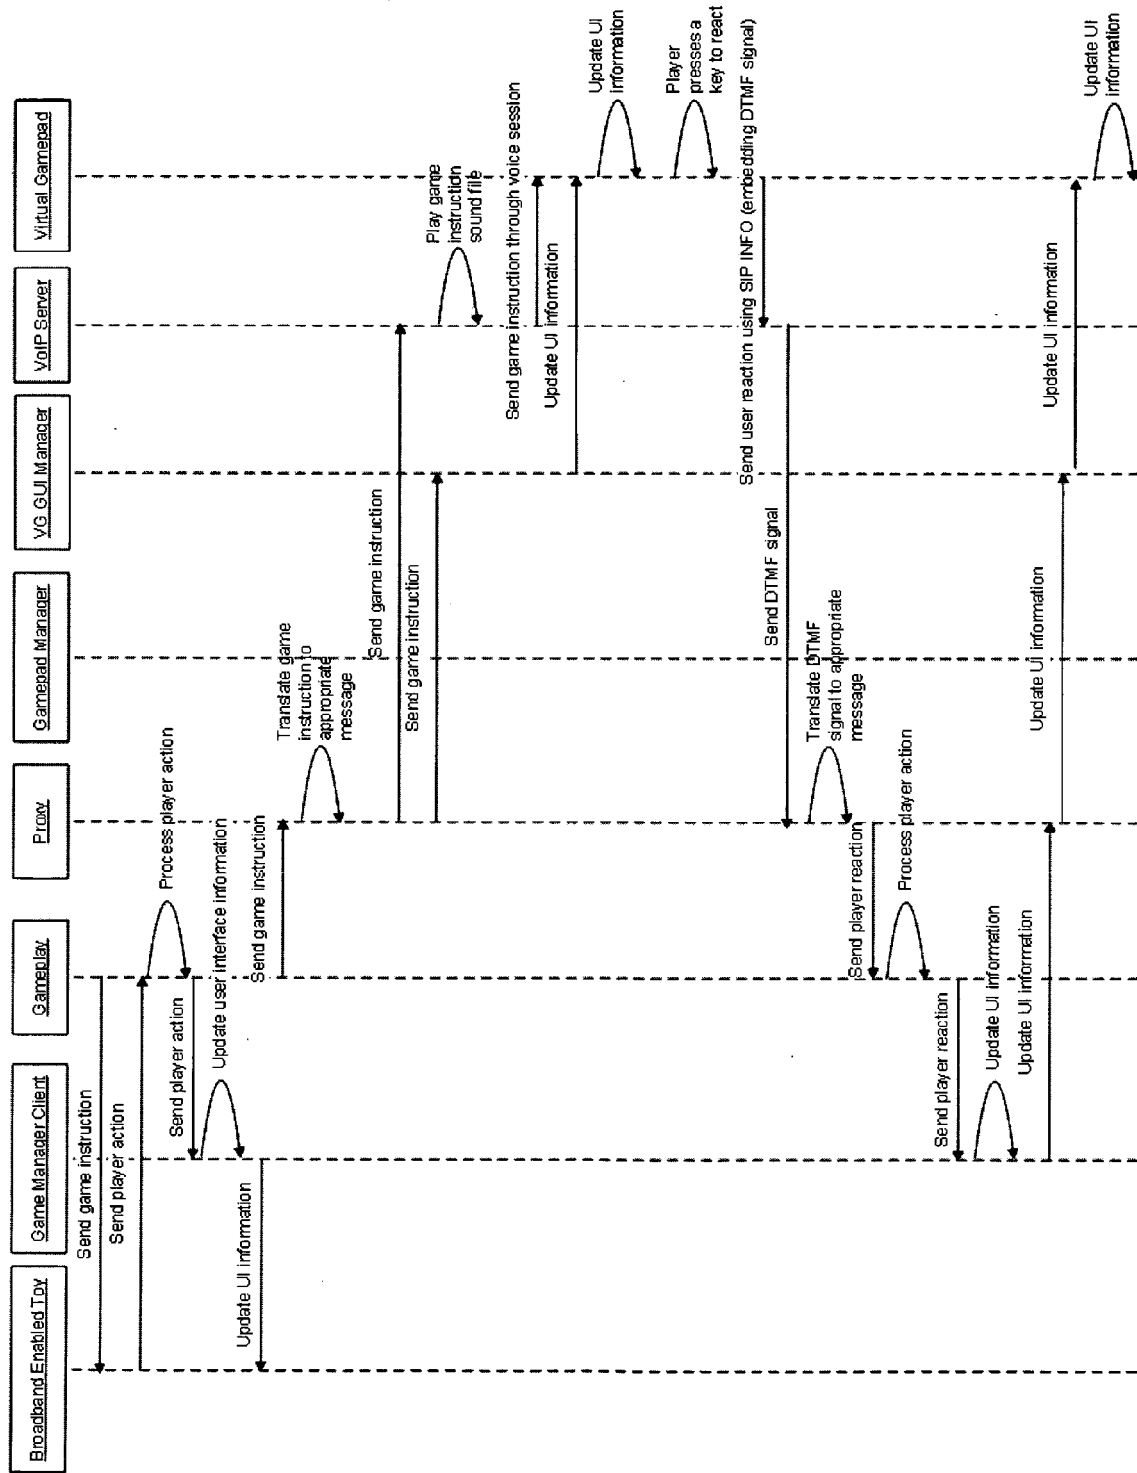 Broadband Enabled Toy
Game Manager Client
Gameplay
Proxy
Gamepad Manager
VG GUI Manager
VoIP Server
Virtual Gamepad
Send game instruction
Send player action
Process player action
Send player action
Update user interface information
Update UI information
Send game instruction
Translate game
instruction to
appropriate
message
Send game instruction
Send game instruction
Play game
instruction
sound file
Send game instruction through voice session
Update UI information
Update UI
information
Player
presses a
key to react
Send user reaction using SIP INFO (embedding DTMF signal)
Send DTMF signal
Translate DTMF
signal to appropriate
message
Send player reaction
Process player action
Send player reaction
Update UI information
Update UI information
Update UI information
Update UI information
Update UI
information